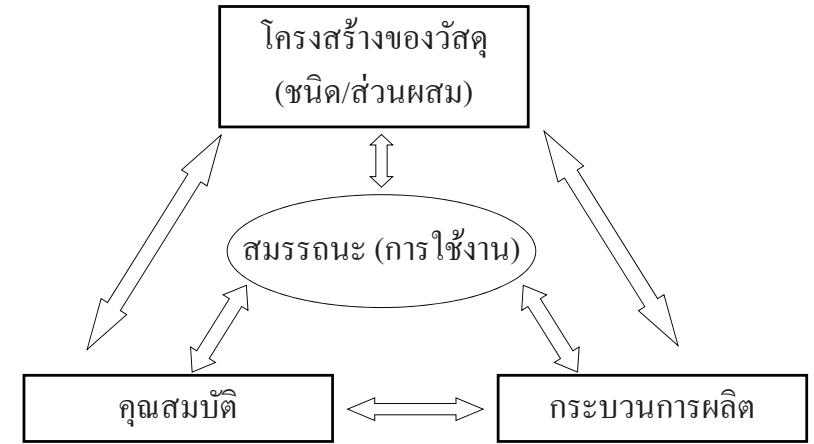 โครงสร้างของวัสดุ
(ชนิด/ส่วนผสม)
สมรรถนะ (การใช้งาน)
คุณสมบัติ
กระบวนการผลิต